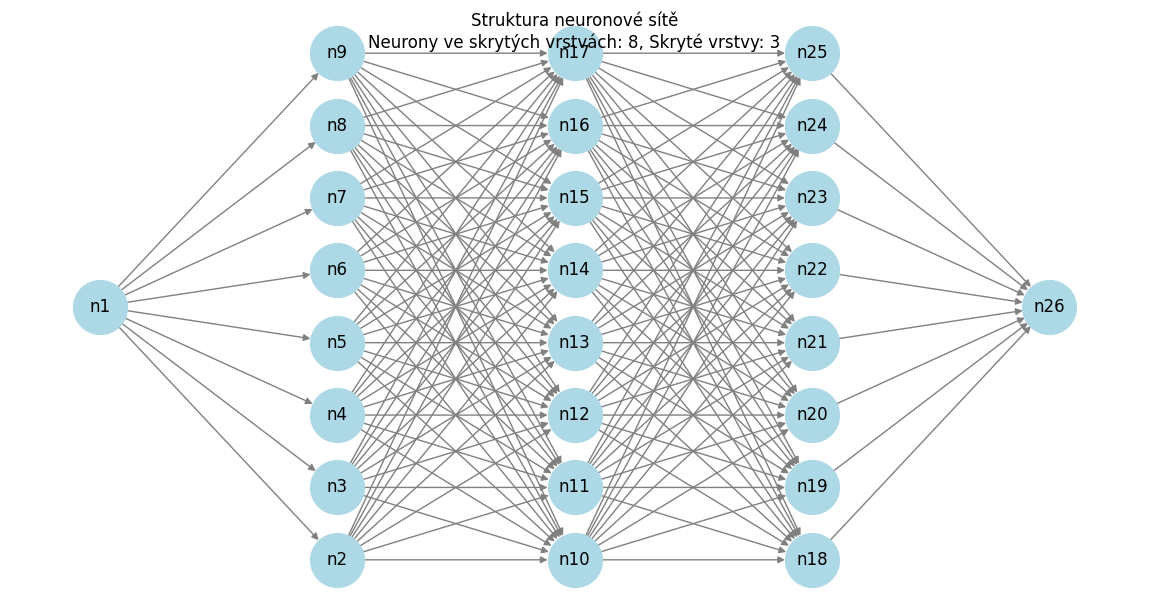 Struktura neuronové sítě
Neurony ve skrytých vrstvách: 8, Skryté vrstvy: 3
n9
n17
n25
n8
n16
n24
n7
n15
n23
n6
n14
n22
n1
n26
n5
n13
n21
n4
n12
n20
n3
n11
n19
n2
n10
n18